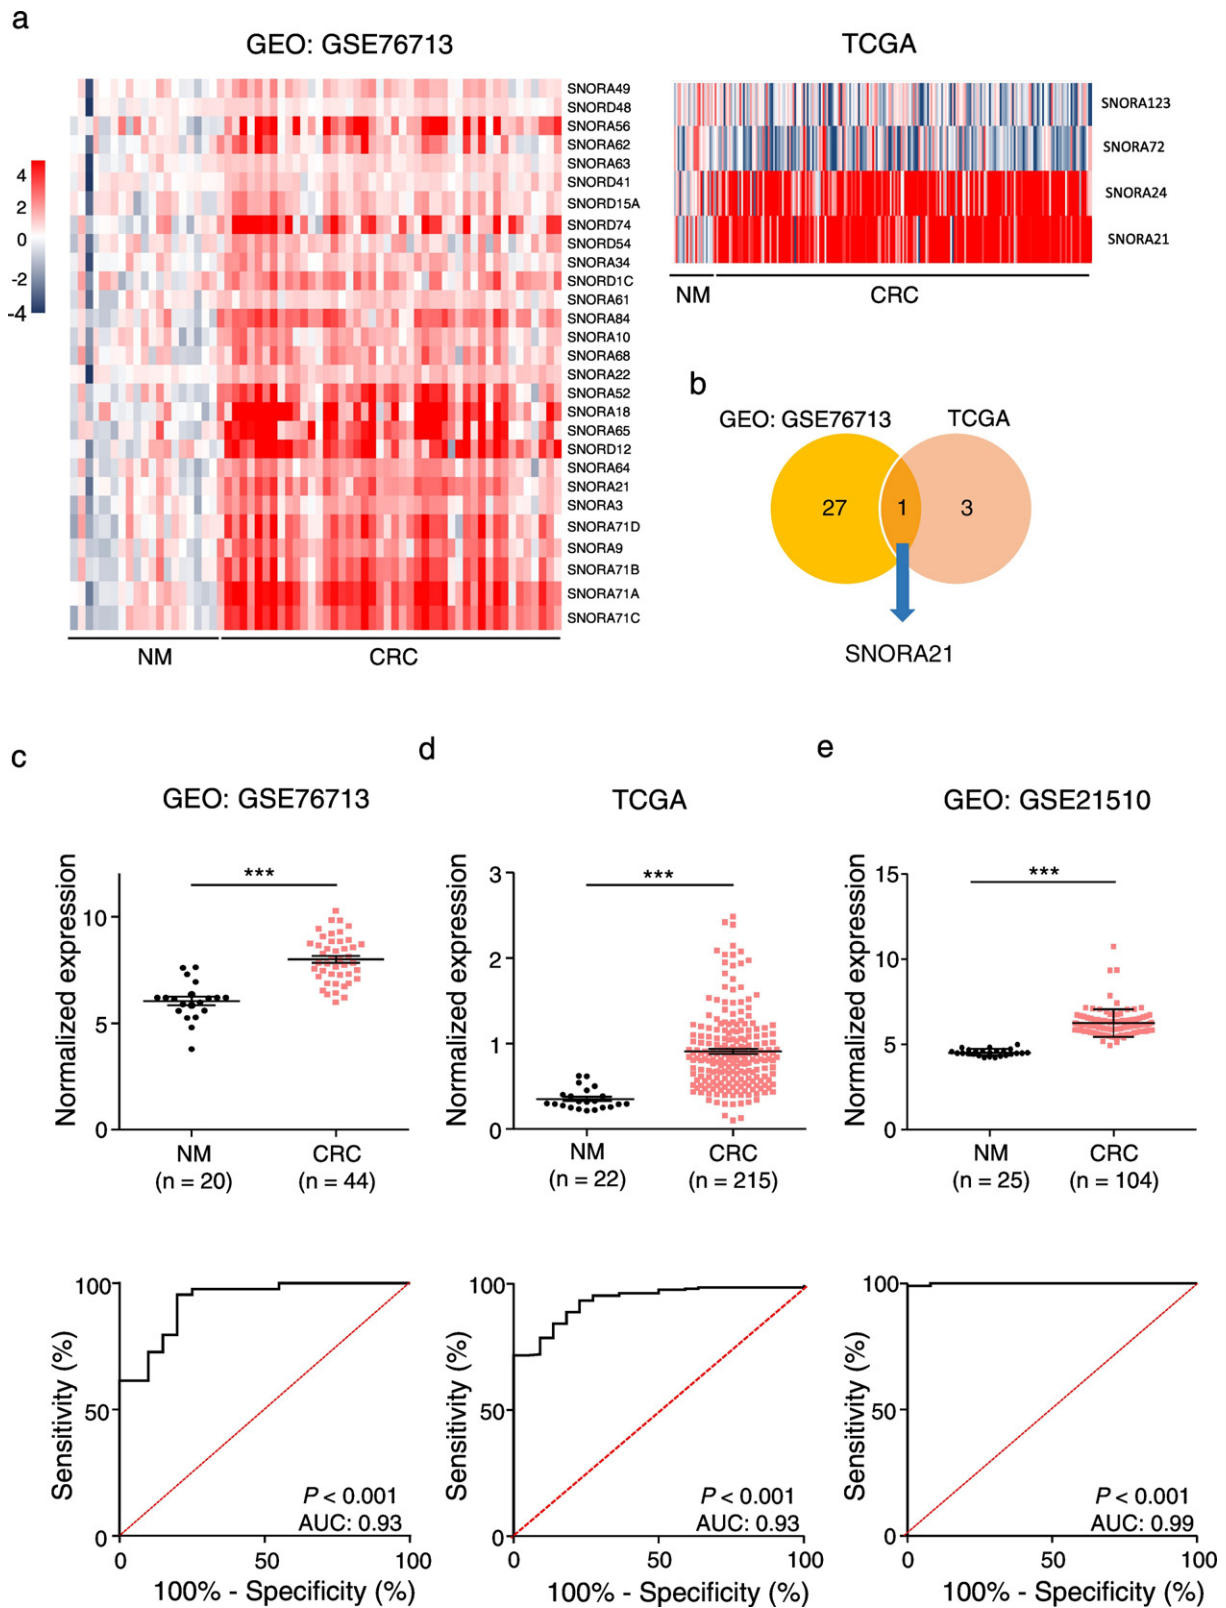 a
GEO: GSE76713
TCGA
4
2
0
-2
-4
SNORA49
SNORD48
SNORA56
SNORA62
SNORA63
SNORD41
SNORD15A
SNORD74
SNORD54
SNORA34
SNORD1C
SNORA61
SNORA84
SNORA10
SNORA68
SNORA22
SNORA52
SNORA18
SNORA65
SNORD12
SNORA64
SNORA21
SNORA3
SNORA71D
SNORA9
SNORA71B
SNORA71A
SNORA71C
NM
CRC
SNORA123
SNORA72
SNORA24
SNORA21
NM
CRC
b
GEO: GSE76713
TCGA
27
1
3
SNORA21
c
GEO: GSE76713
Normalized expression
10
5
0
***
NM
(n = 20)
CRC
(n = 44)
Sensitivity (%)
100
50
0
P < 0.001
AUC: 0.93
0
50
100
100% - Specificity (%)
d
TCGA
Normalized expression
3
2
1
0
***
NM
(n = 22)
CRC
(n = 215)
Sensitivity (%)
100
50
0
P < 0.001
AUC: 0.93
0
50
100
100% - Specificity (%)
e
GEO: GSE21510
Normalized expression
15
10
5
0
***
NM
(n = 25)
CRC
(n = 104)
Sensitivity (%)
100
50
0
P < 0.001
AUC: 0.99
0
50
100
100% - Specificity (%)